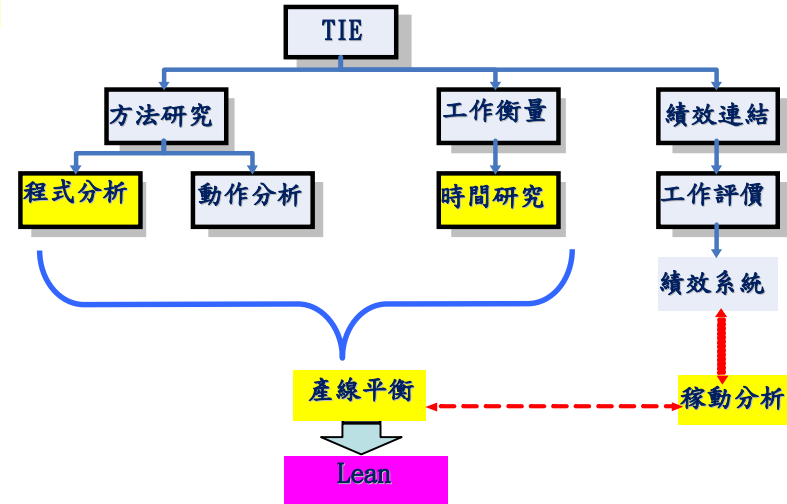 TIE
方法研究
工作衡量
績效連結
程式分析
動作分析
時間研究
工作評價
績效系統
產線平衡
稼動分析
Lean